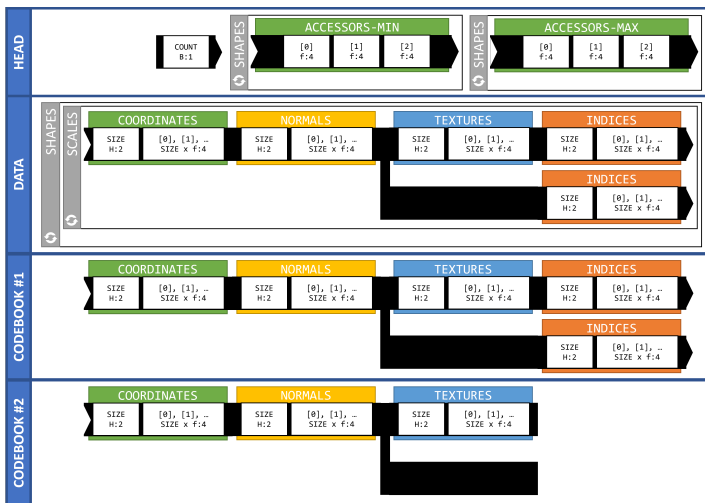 HEAD
COUNT
B:1
SHAPES
ACCESSORS-MIN
[0]
f:4
[1]
f:4
[2]
f:4
SHAPES
ACCESSORS-MAX
[0]
f:4
[1]
f:4
[2]
f:4
DATA
SHAPES
SCALES
COORDINATES
SIZE
H:2
[0], [1], …
SIZE x f:4
NORMALS
SIZE
H:2
[0], [1], …
SIZE x f:4
TEXTURES
SIZE
H:2
[0], [1], …
SIZE x f:4
INDICES
SIZE
H:2
[0], [1], …
SIZE x f:4
INDICES
SIZE
H:2
[0], [1], …
SIZE x f:4
CODEBOOK #1
COORDINATES
SIZE
H:2
[0], [1], …
SIZE x f:4
NORMALS
SIZE
H:2
[0], [1], …
SIZE x f:4
TEXTURES
SIZE
H:2
[0], [1], …
SIZE x f:4
INDICES
SIZE
H:2
[0], [1], …
SIZE x f:4
INDICES
SIZE
H:2
[0], [1], …
SIZE x f:4
CODEBOOK #2
COORDINATES
SIZE
H:2
[0], [1], …
SIZE x f:4
NORMALS
SIZE
H:2
[0], [1], …
SIZE x f:4
TEXTURES
SIZE
H:2
[0], [1], …
SIZE x f:4